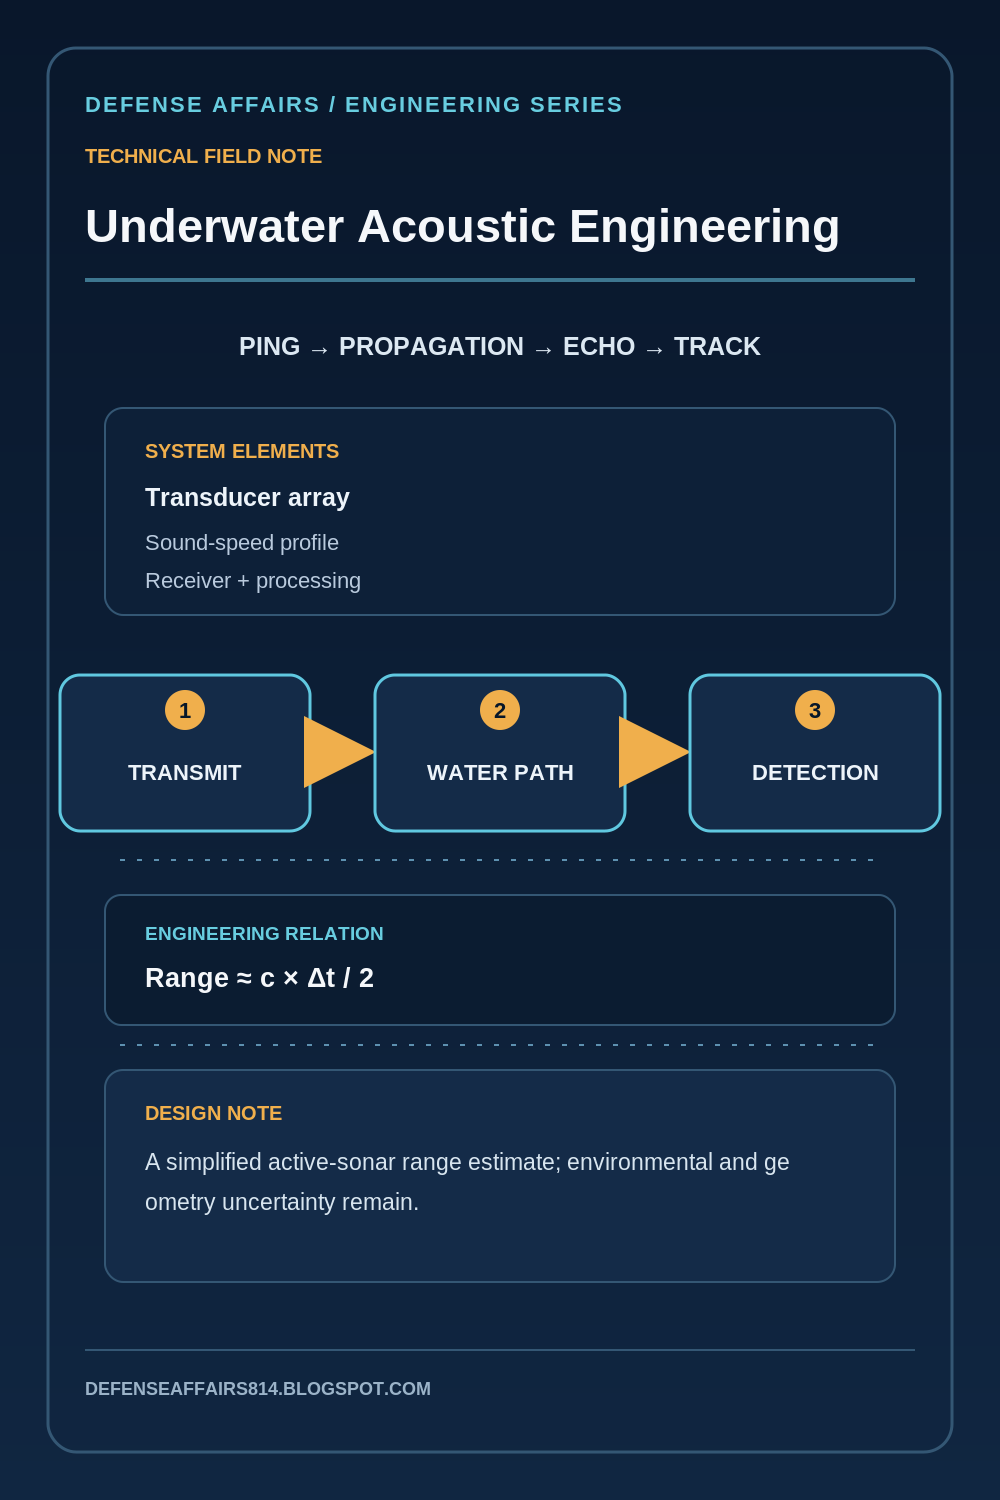 DEFENSE AFFAIRS / ENGINEERING SERIES
TECHNICAL FIELD NOTE
Underwater Acoustic Engineering
PING → PROPAGATION → ECHO → TRACK
SYSTEM ELEMENTS
Transducer array
Sound-speed profile
Receiver + processing
1
TRANSMIT
2
WATER PATH
3
DETECTION
ENGINEERING RELATION
Range ≈ c × Δt / 2
DESIGN NOTE
A simplified active-sonar range estimate; environmental and ge
ometry uncertainty remain.
DEFENSEAFFAIRS814.BLOGSPOT.COM